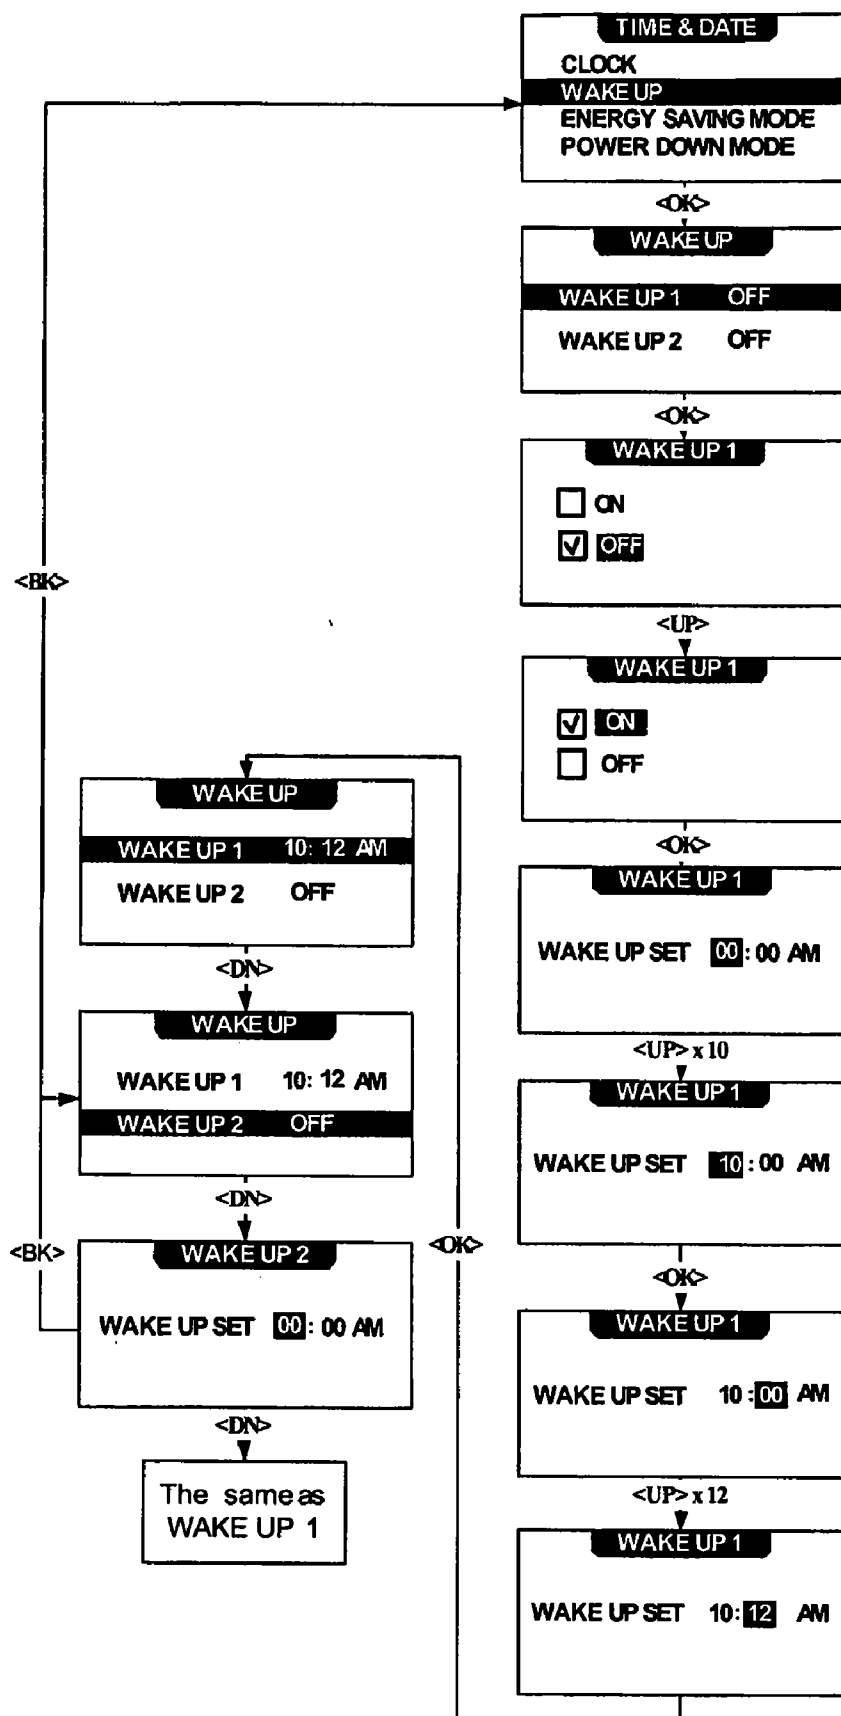 TIME & DATE
CLOCK
WAKE UP
ENERGY SAVING MODE
POWER DOWN MODE
<OK>
WAKE UP
WAKE UP 1 OFF
WAKE UP 2 OFF
<OK>
WAKE UP 1
ON
OFF
<BK>
<UP>
WAKE UP 1
ON
OFF
<OK>
WAKE UP 1
WAKE UP SET 00 : 00 AM
<UP> x 10
WAKE UP 1
WAKE UP SET 10 : 00 AM
<OK>
WAKE UP 1
WAKE UP SET 10 : 00 AM
<UP> x 12
WAKE UP 1
WAKE UP SET 10 : 12 AM
<OK>
WAKE UP
WAKE UP 1 10 : 12 AM
WAKE UP 2 OFF
<DN>
WAKE UP
WAKE UP 1 10 : 12 AM
WAKE UP 2 OFF
<DN>
<BK>
WAKE UP 2
WAKE UP SET 00 : 00 AM
<DN>
The same as
WAKE UP 1